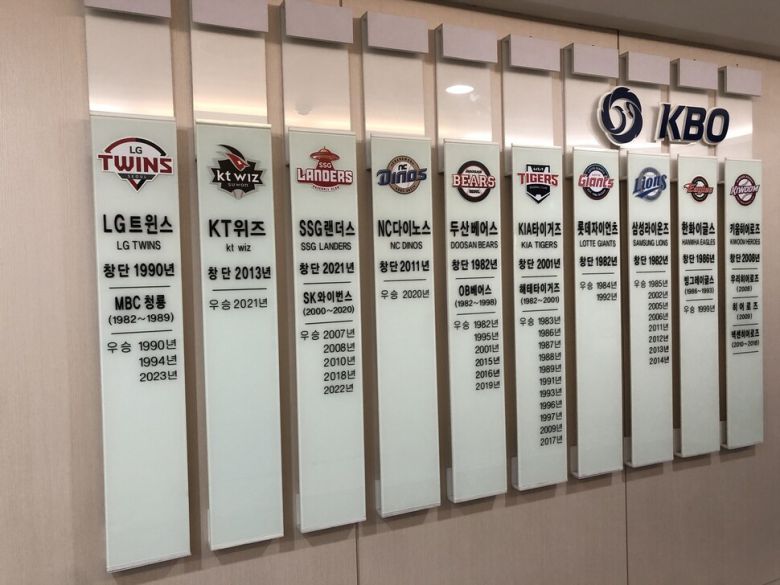 KBO
LG
TWINS
SEOUL
LG트윈스
LG TWINS
창단 1990년
MBC 청룡
(1982~1989)
우승 1990년
1994년
2023년
kt wiz
suwon
KT위즈
kt wiz
창단 2013년
우승 2021년
SSG
LANDERS
SSG랜더스
SSG LANDERS
창단 2021년
SK와이번스
(2000~2020)
우승 2007년
2008년
2010년
2018년
2022년
NC
DINOS
NC다이노스
NC DINOS
창단 2011년
우승 2020년
DOOSAN
BEARS
두산베어스
DOOSAN BEARS
창단 1982년
OB베어스
(1982~1998)
우승 1982년
1995년
2001년
2015년
2016년
2019년
KIA
TIGERS
KIA타이거즈
KIA TIGERS
창단 2001년
해태타이거즈
(1982~2001)
우승 1983년
1986년
1987년
1988년
1989년
1991년
1993년
1996년
1997년
2009년
2017년
Giants
롯데자이언츠
LOTTE GIANTS
창단 1982년
우승 1984년
1992년
Lions
삼성라이온즈
SAMSUNG LIONS
창단 1982년
우승 1985년
2002년
2005년
2006년
2011년
2012년
2013년
2014년
Eagles
한화이글스
HANWHA EAGLES
창단 1986년
빙그레이글스
(1986~1993)
우승 1999년
KIWOOM
키움히어로즈
KIWOOM HEROES
창단 2008년
우리히어로즈
(2008)
히어로즈
(2009)
넥센히어로즈
(2010~2018)